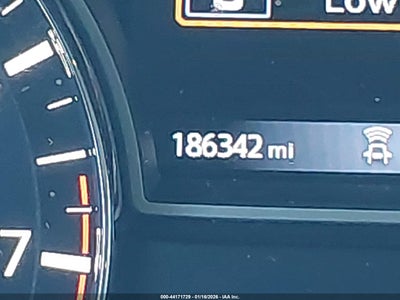 Low
186342 mi
7
000-44171729 - 01/16/2026 - IAA Inc.